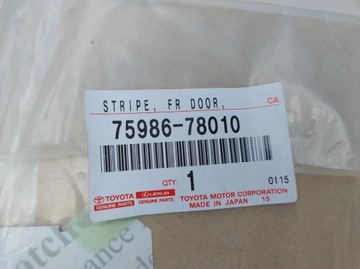 STRIPE, FR DOOR, CA
75986-78010
TOYOTA LEXUS QTY: 1 0115
GENUINE PARTS GENUINE PARTS TOYOTA MOTOR CORPORATION
MADE IN JAPAN 15